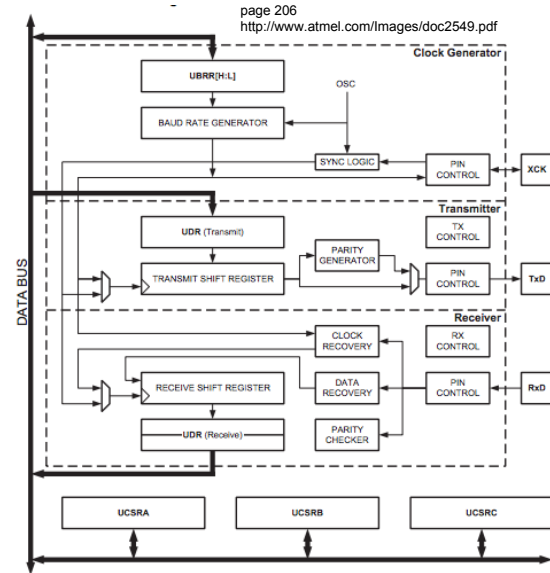 page 206
http://www.atmel.com/Images/doc2549.pdf
Clock Generator
UBRR[H:L]
OSC
BAUD RATE GENERATOR
SYNC LOGIC
PIN
CONTROL
XCK
Transmitter
UDR (Transmit)
TX
CONTROL
PARITY
GENERATOR
TRANSMIT SHIFT REGISTER
PIN
CONTROL
TxD
DATA BUS
Receiver
CLOCK
RECOVERY
RX
CONTROL
RECEIVE SHIFT REGISTER
DATA
RECOVERY
PIN
CONTROL
RxD
UDR (Receive)
PARITY
CHECKER
UCSRA
UCSRB
UCSRC